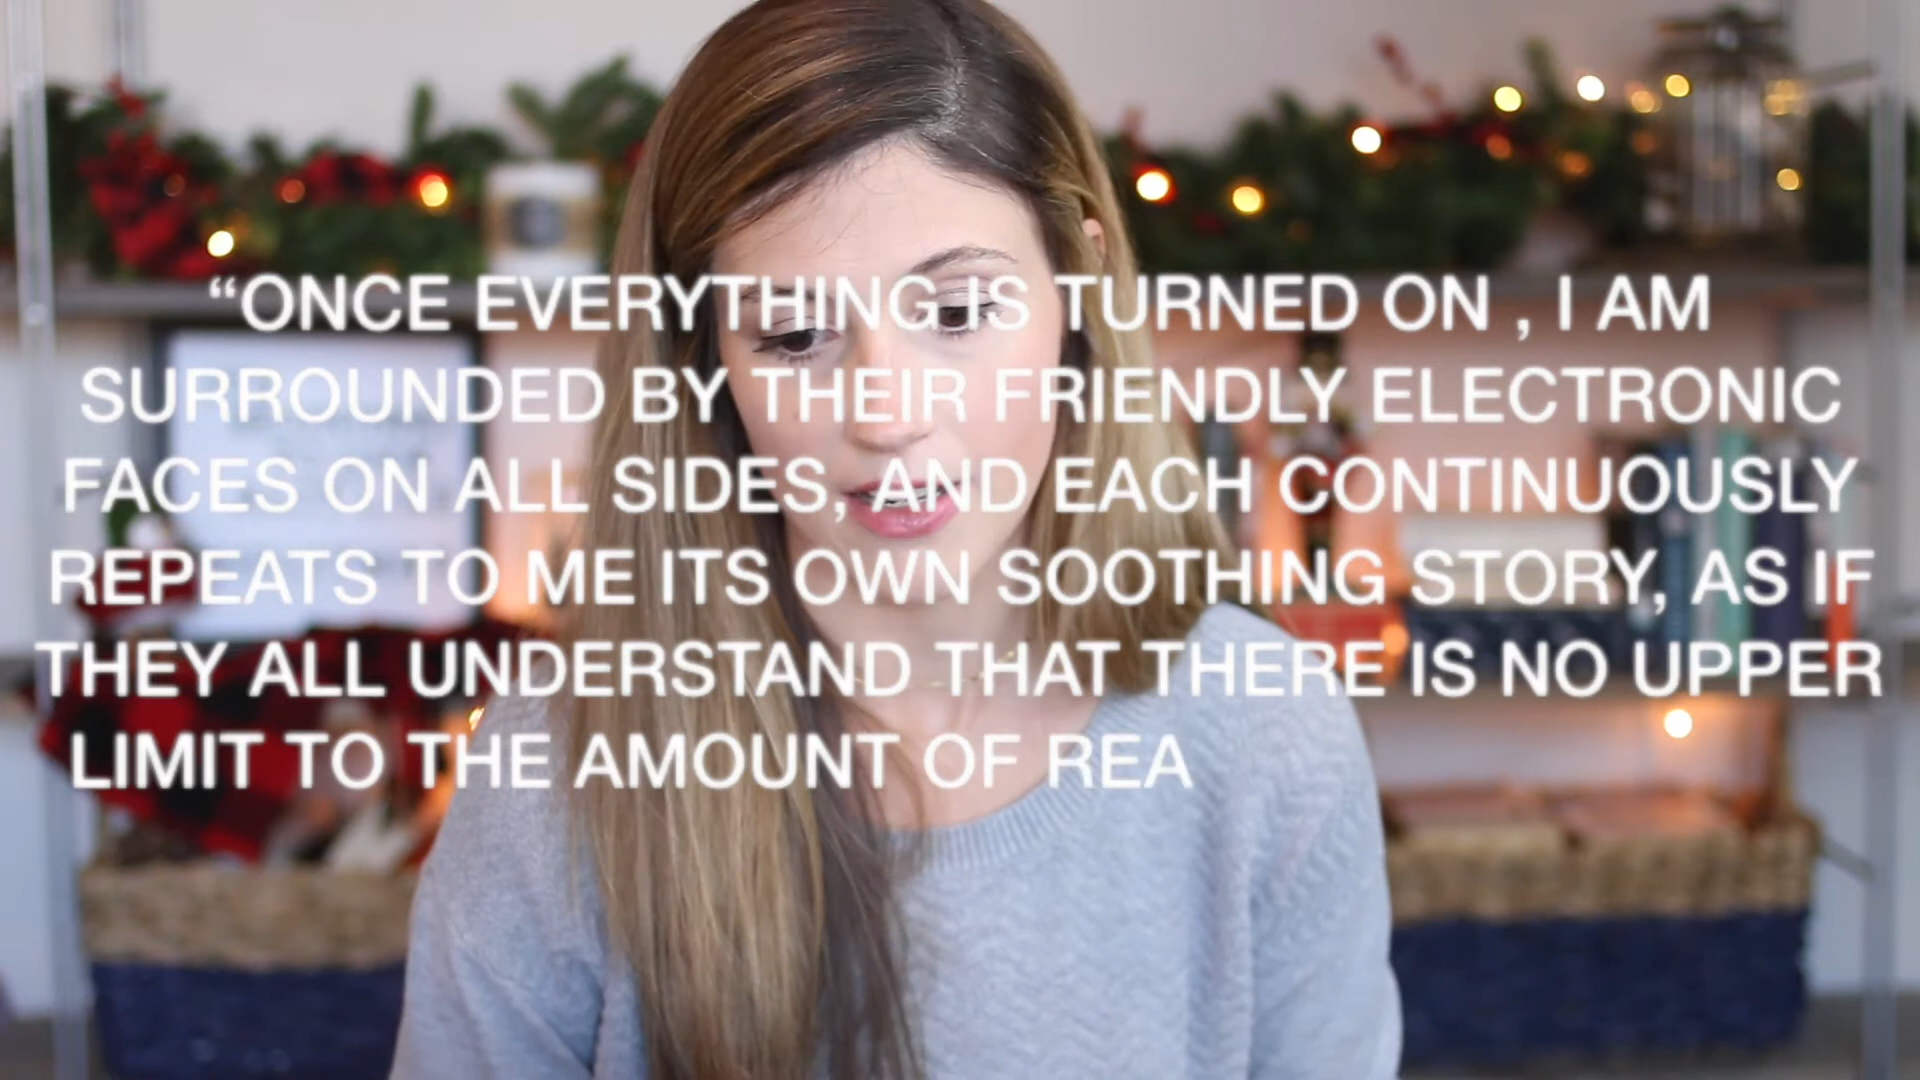 “ONCE EVERYTHING IS TURNED ON , I AM
SURROUNDED BY THEIR FRIENDLY ELECTRONIC
FACES ON ALL SIDES, AND EACH CONTINUOUSLY
REPEATS TO ME ITS OWN SOOTHING STORY, AS IF
THEY ALL UNDERSTAND THAT THERE IS NO UPPER
LIMIT TO THE AMOUNT OF REA